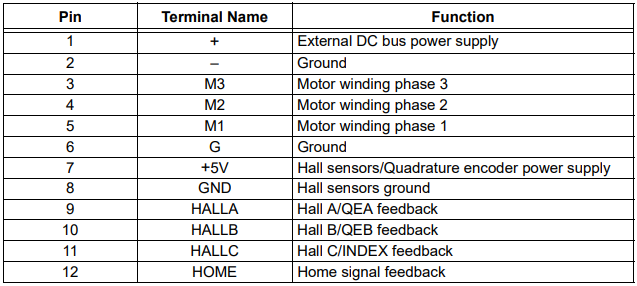 Pin Terminal Name Function
1 + External DC bus power supply
2 – Ground
3 M3 Motor winding phase 3
4 M2 Motor winding phase 2
5 M1 Motor winding phase 1
6 G Ground
7 +5V Hall sensors/Quadrature encoder power supply
8 GND Hall sensors ground
9 HALLA Hall A/QEA feedback
10 HALLB Hall B/QEB feedback
11 HALLC Hall C/INDEX feedback
12 HOME Home signal feedback